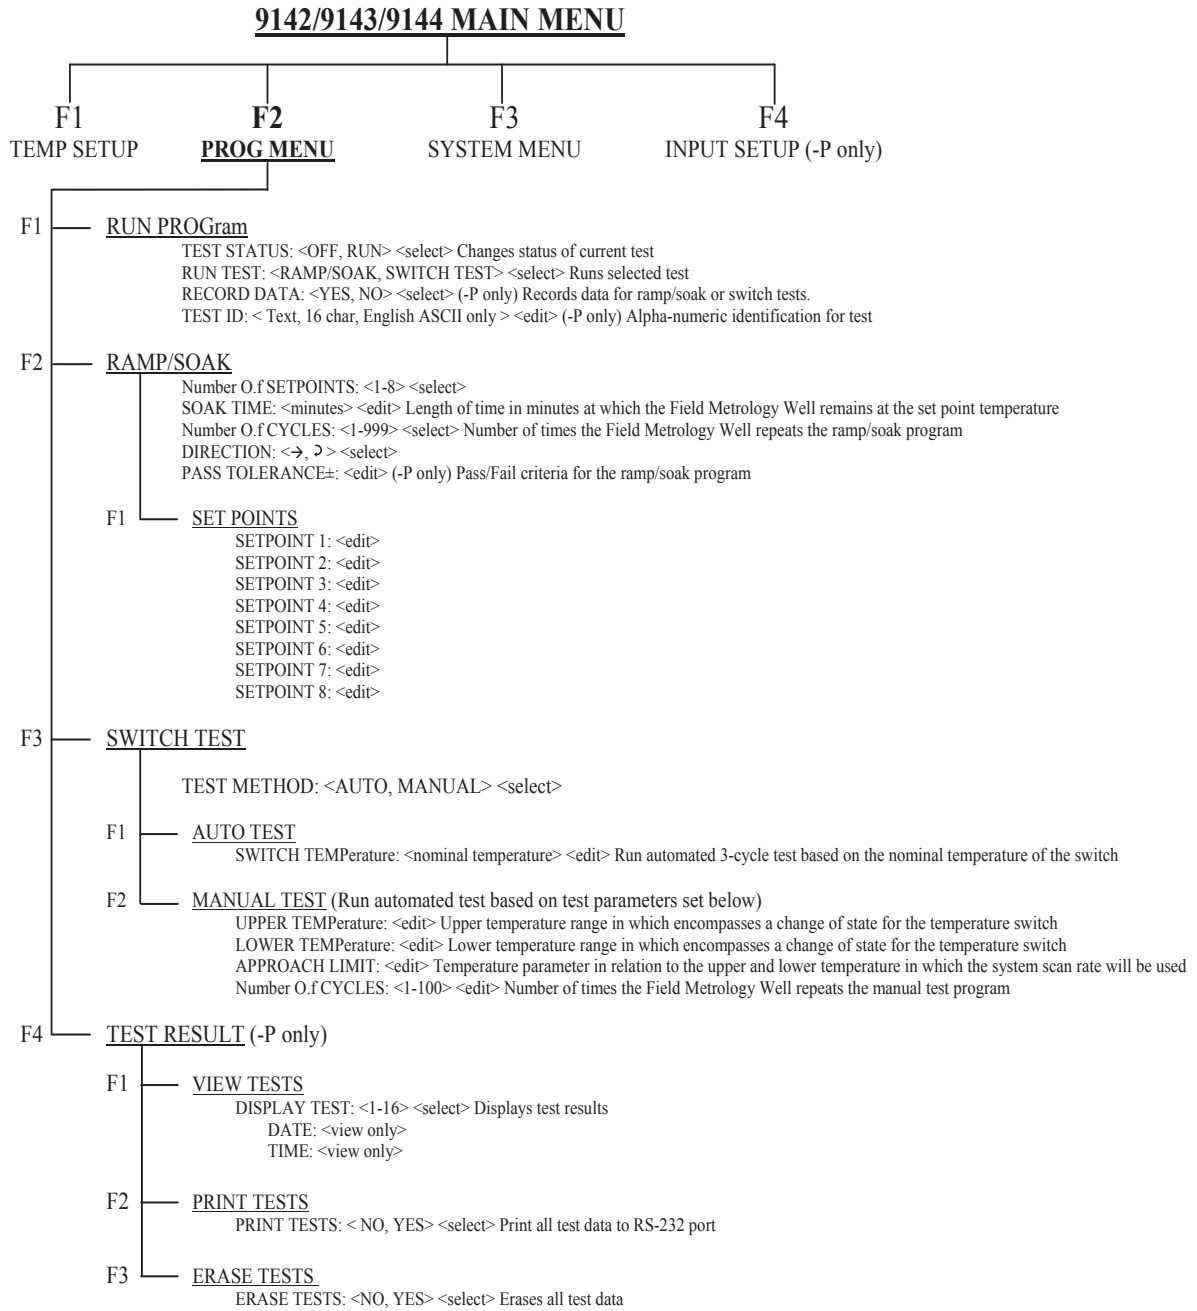 9142/9143/9144 MAIN MENU
F1 F2 F3 F4
TEMP SETUP PROG MENU SYSTEM MENU INPUT SETUP (-P only)
F1 RUN PROGram
TEST STATUS: <OFF, RUN> <select> Changes status of current test
RUN TEST: <RAMP/SOAK, SWITCH TEST> <select> Runs selected test
RECORD DATA: <YES, NO> <select> (-P only) Records data for ramp/soak or switch tests.
TEST ID: < Text, 16 char, English ASCII only > <edit> (-P only) Alpha-numeric identification for test
F2 RAMP/SOAK
Number O.f SETPOINTS: <1-8> <select>
SOAK TIME: <minutes> <edit> Length of time in minutes at which the Field Metrology Well remains at the set point temperature
Number O.f CYCLES: <1-999> <select> Number of times the Field Metrology Well repeats the ramp/soak program
DIRECTION: <→, ⤸ > <select>
PASS TOLERANCE±: <edit> (-P only) Pass/Fail criteria for the ramp/soak program
F1 SET POINTS
SETPOINT 1: <edit>
SETPOINT 2: <edit>
SETPOINT 3: <edit>
SETPOINT 4: <edit>
SETPOINT 5: <edit>
SETPOINT 6: <edit>
SETPOINT 7: <edit>
SETPOINT 8: <edit>
F3 SWITCH TEST
TEST METHOD: <AUTO, MANUAL> <select>
F1 AUTO TEST
SWITCH TEMPerature: <nominal temperature> <edit> Run automated 3-cycle test based on the nominal temperature of the switch
F2 MANUAL TEST (Run automated test based on test parameters set below)
UPPER TEMPerature: <edit> Upper temperature range in which encompasses a change of state for the temperature switch
LOWER TEMPerature: <edit> Lower temperature range in which encompasses a change of state for the temperature switch
APPROACH LIMIT: <edit> Temperature parameter in relation to the upper and lower temperature in which the system scan rate will be used
Number O.f CYCLES: <1-100> <edit> Number of times the Field Metrology Well repeats the manual test program
F4 TEST RESULT (-P only)
F1 VIEW TESTS
DISPLAY TEST: <1-16> <select> Displays test results
DATE: <view only>
TIME: <view only>
F2 PRINT TESTS
PRINT TESTS: < NO, YES> <select> Print all test data to RS-232 port
F3 ERASE TESTS
ERASE TESTS: <NO, YES> <select> Erases all test data